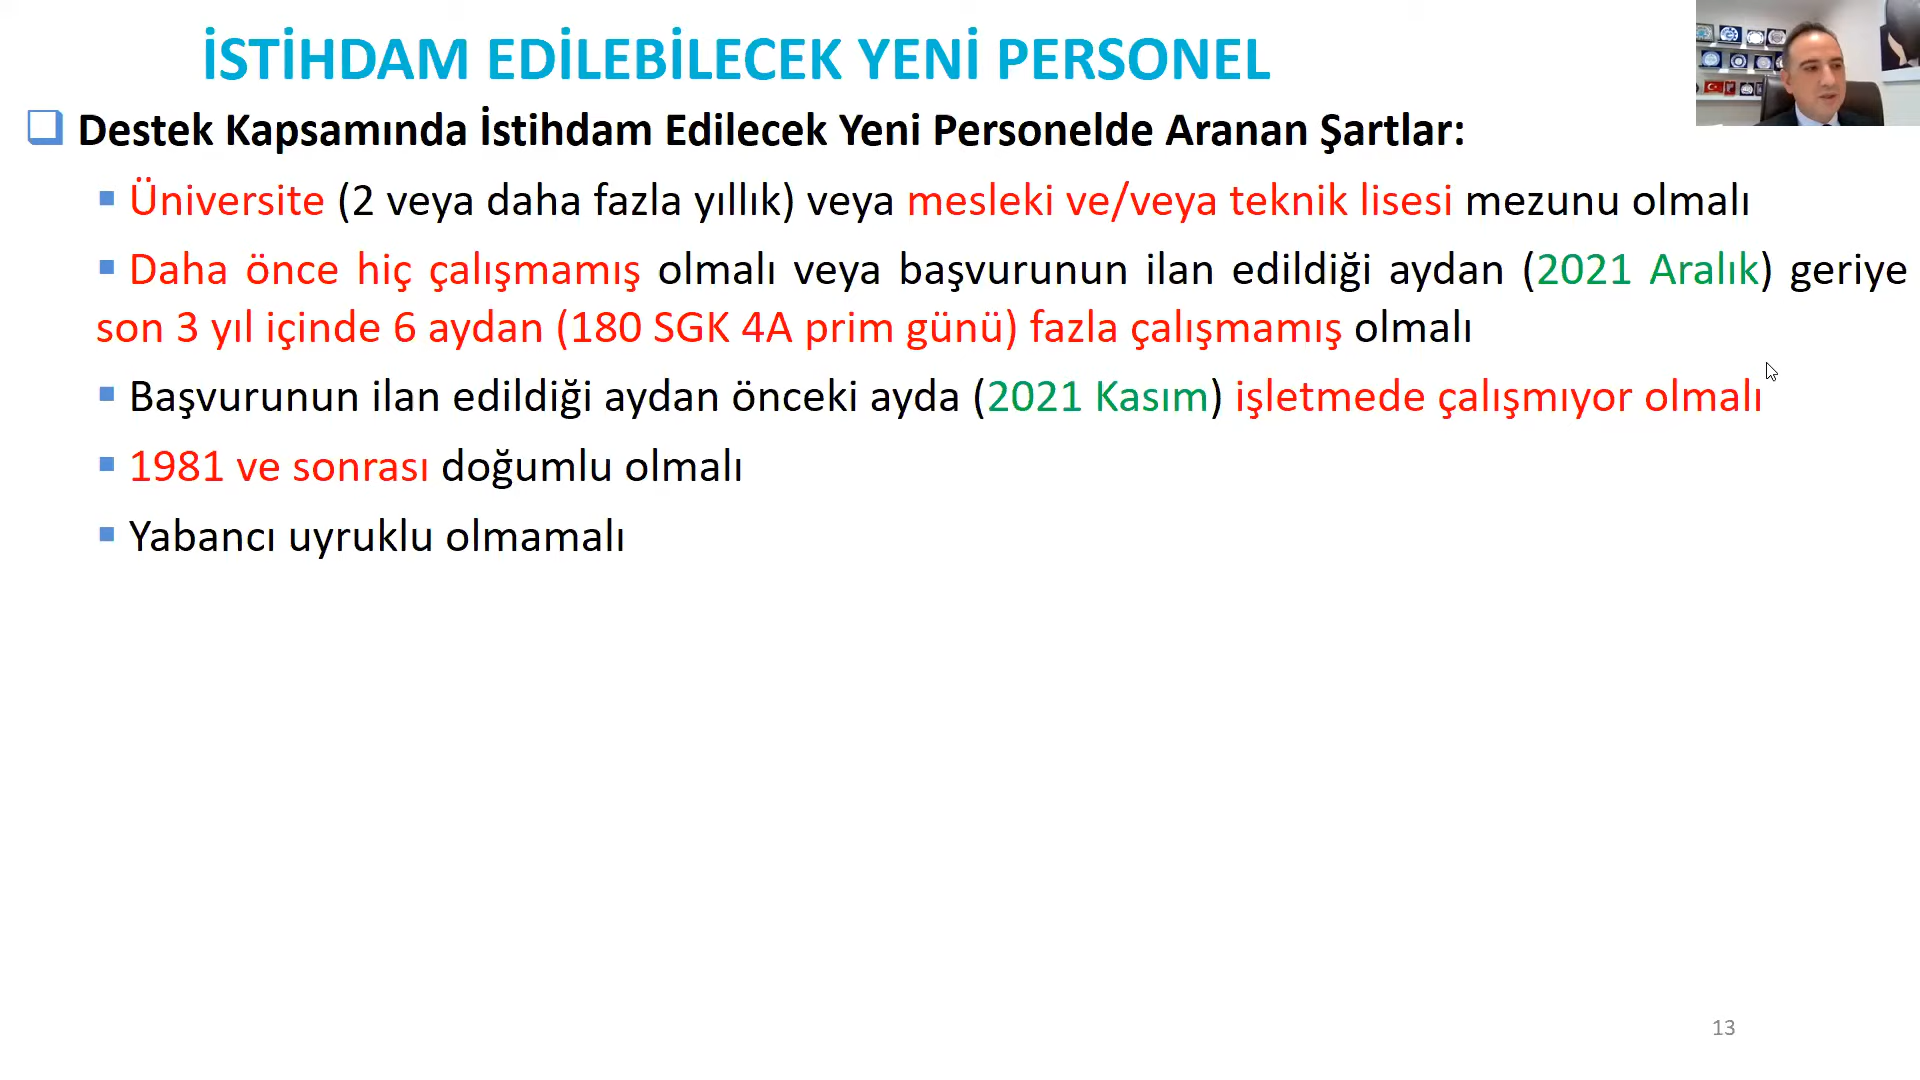 İSTİHDAM EDİLEBİLECEK YENİ PERSONEL
Destek Kapsamında İstihdam Edilecek Yeni Personelde Aranan Şartlar:
Üniversite (2 veya daha fazla yıllık) veya mesleki ve/veya teknik lisesi mezunu olmalı
Daha önce hiç çalışmamış olmalı veya başvurunun ilan edildiği aydan (2021 Aralık) geriye
son 3 yıl içinde 6 aydan (180 SGK 4A prim günü) fazla çalışmamış olmalı
Başvurunun ilan edildiği aydan önceki ayda (2021 Kasım) işletmede çalışmıyor olmalı
1981 ve sonrası doğumlu olmalı
Yabancı uyruklu olmamalı
13